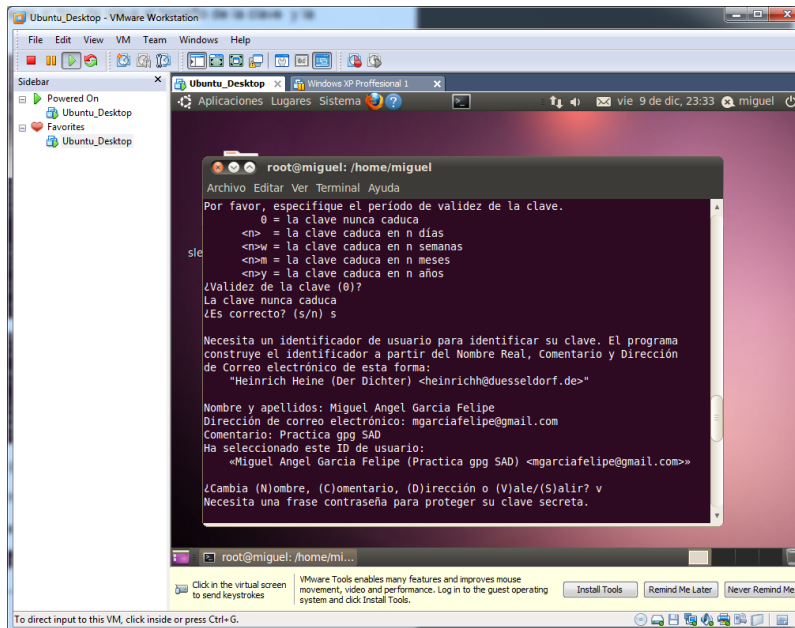 Ubuntu_Desktop - VMware Workstation
File Edit View VM Team Windows Help
Sidebar x
Ubuntu_Desktop x Windows XP Proffesional 1 x
Powered On
Ubuntu_Desktop
Favorites
Ubuntu_Desktop
Aplicaciones Lugares Sistema ? vie 9 de dic, 23:33 miguel
root@miguel: /home/miguel
Archivo Editar Ver Terminal Ayuda
Por favor, especifique el período de validez de la clave.
0 = la clave nunca caduca
<n> = la clave caduca en n días
<n>w = la clave caduca en n semanas
<n>m = la clave caduca en n meses
<n>y = la clave caduca en n años
¿Validez de la clave (0)?
La clave nunca caduca
¿Es correcto? (s/n) s
Necesita un identificador de usuario para identificar su clave. El programa
construye el identificador a partir del Nombre Real, Comentario y Dirección
de Correo electrónico de esta forma:
"Heinrich Heine (Der Dichter) <heinrichh@duesseldorf.de>"
Nombre y apellidos: Miguel Angel Garcia Felipe
Dirección de correo electrónico: mgarciafelipe@gmail.com
Comentario: Practica gpg SAD
Ha seleccionado este ID de usuario:
«Miguel Angel Garcia Felipe (Practica gpg SAD) <mgarciafelipe@gmail.com>»
¿Cambia (N)ombre, (C)omentario, (D)irección o (V)ale/(S)alir? v
Necesita una frase contraseña para proteger su clave secreta.
sle
root@miguel: /home/mi...
Click in the virtual screen
to send keystrokes
VMware Tools enables many features and improves mouse
movement, video and performance. Log in to the guest operating
system and click Install Tools.
Install Tools
Remind Me Later
Never Remind Me
To direct input to this VM, click inside or press Ctrl+G.